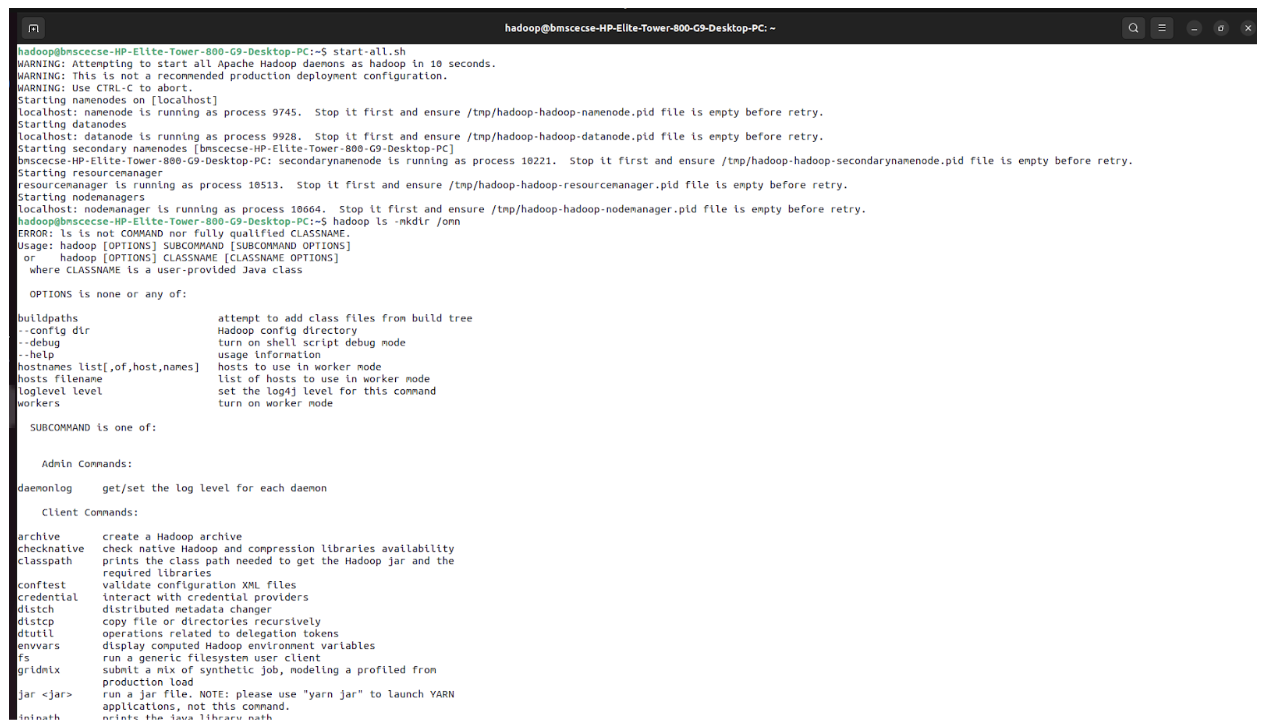 hadoop@bmscecse-HP-Elite-Tower-800-G9-Desktop-PC: ~
hadoop@bmscecse-HP-Elite-Tower-800-G9-Desktop-PC:~$ start-all.sh
WARNING: Attempting to start all Apache Hadoop daemons as hadoop in 10 seconds.
WARNING: This is not a recommended production deployment configuration.
WARNING: Use CTRL-C to abort.
Starting namenodes on [localhost]
localhost: namenode is running as process 9745.  Stop it first and ensure /tmp/hadoop-hadoop-namenode.pid file is empty before retry.
Starting datanodes
localhost: datanode is running as process 9928.  Stop it first and ensure /tmp/hadoop-hadoop-datanode.pid file is empty before retry.
Starting secondary namenodes [bmscecse-HP-Elite-Tower-800-G9-Desktop-PC]
bmscecse-HP-Elite-Tower-800-G9-Desktop-PC: secondarynamenode is running as process 10221.  Stop it first and ensure /tmp/hadoop-hadoop-secondarynamenode.pid file is empty before retry.
Starting resourcemanager
resourcemanager is running as process 10513.  Stop it first and ensure /tmp/hadoop-hadoop-resourcemanager.pid file is empty before retry.
Starting nodemanagers
localhost: nodemanager is running as process 10664.  Stop it first and ensure /tmp/hadoop-hadoop-nodemanager.pid file is empty before retry.
hadoop@bmscecse-HP-Elite-Tower-800-G9-Desktop-PC:~$ hadoop ls -mkdir /omn
ERROR: ls is not COMMAND nor fully qualified CLASSNAME.
Usage: hadoop [OPTIONS] SUBCOMMAND [SUBCOMMAND OPTIONS]
 or    hadoop [OPTIONS] CLASSNAME [CLASSNAME OPTIONS]
  where CLASSNAME is a user-provided Java class
  OPTIONS is none or any of:
buildpaths                       attempt to add class files from build tree
--config dir                     Hadoop config directory
--debug                          turn on shell script debug mode
--help                           usage information
hostnames list[,of,host,names]   hosts to use in worker mode
hosts filename                   list of hosts to use in worker mode
loglevel level                   set the log4j level for this command
workers                          turn on worker mode
  SUBCOMMAND is one of:
    Admin Commands:
daemonlog     get/set the log level for each daemon
    Client Commands:
archive       create a Hadoop archive
checknative   check native Hadoop and compression libraries availability
classpath     prints the class path needed to get the Hadoop jar and the
              required libraries
conftest      validate configuration XML files
credential    interact with credential providers
distch        distributed metadata changer
distcp        copy file or directories recursively
dtutil        operations related to delegation tokens
envvars       display computed Hadoop environment variables
fs            run a generic filesystem user client
gridmix       submit a mix of synthetic job, modeling a profiled from
              production load
jar <jar>     run a jar file. NOTE: please use "yarn jar" to launch YARN
              applications, not this command.
jnipath       prints the java library path